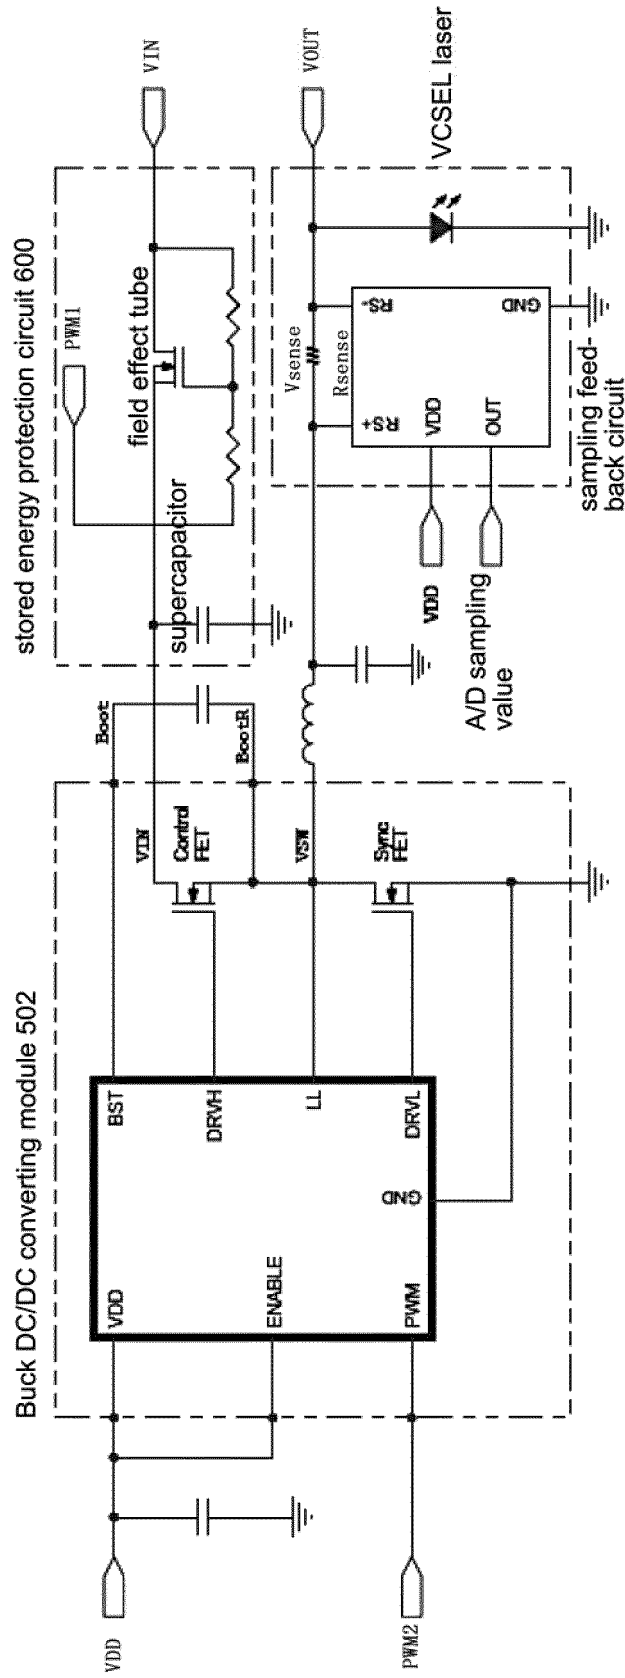 Buck DC/DC converting module 502
stored energy protection circuit 600
VDD
PWM2
VDD
ENABLE
PWM
BST
DRVH
LL
DRVL
GND
VIN
Control
FET
VSW
Sync
FET
Boot
BootR
supercapacitor
field effect tube
PWM1
VIN
VOUT
Vsense
Rsense
RS+
RS-
VDD
OUT
GND
VDD
A/D sampling
value
VCSEL laser
sampling feed-
back circuit